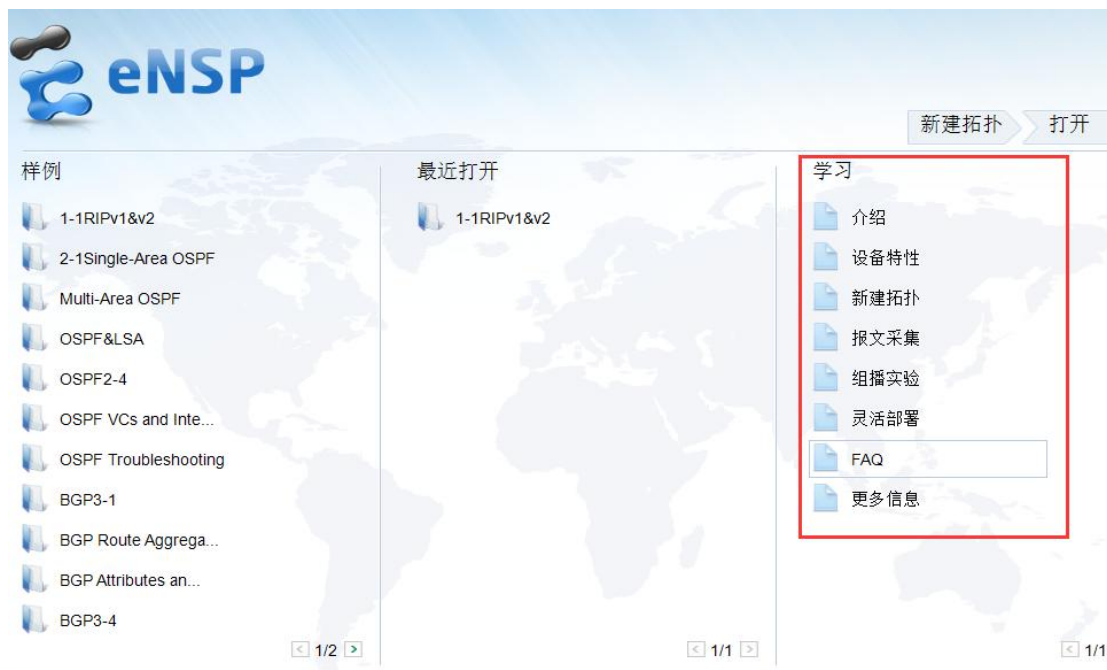 eNSP
新建拓扑
打开
样例
1-1RIPv1&v2
2-1Single-Area OSPF
Multi-Area OSPF
OSPF&LSA
OSPF2-4
OSPF VCs and Inte...
OSPF Troubleshooting
BGP3-1
BGP Route Aggrega...
BGP Attributes an...
BGP3-4
< 1/2 >
最近打开
1-1RIPv1&v2
< 1/1 >
学习
介绍
设备特性
新建拓扑
报文采集
组播实验
灵活部署
FAQ
更多信息
< 1/1